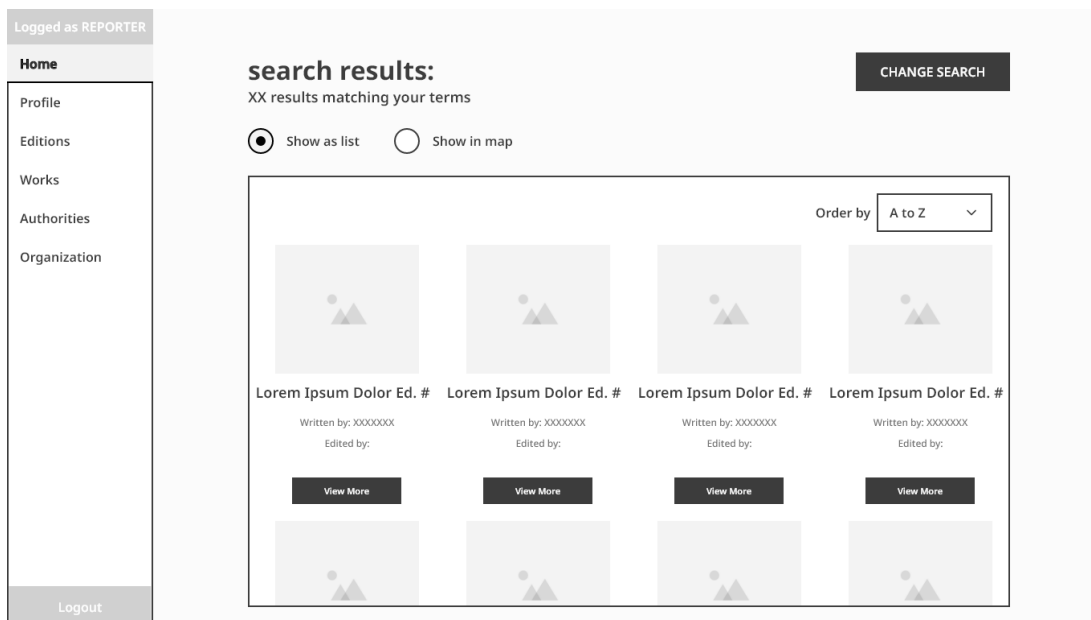 Logged as REPORTER
Home
Profile
Editions
Works
Authorities
Organization
Logout
search results:
XX results matching your terms
CHANGE SEARCH
Show as list
Show in map
Order by
A to Z
Lorem Ipsum Dolor Ed. #
Written by: XXXXXXX
Edited by:
View More
Lorem Ipsum Dolor Ed. #
Written by: XXXXXXX
Edited by:
View More
Lorem Ipsum Dolor Ed. #
Written by: XXXXXXX
Edited by:
View More
Lorem Ipsum Dolor Ed. #
Written by: XXXXXXX
Edited by:
View More